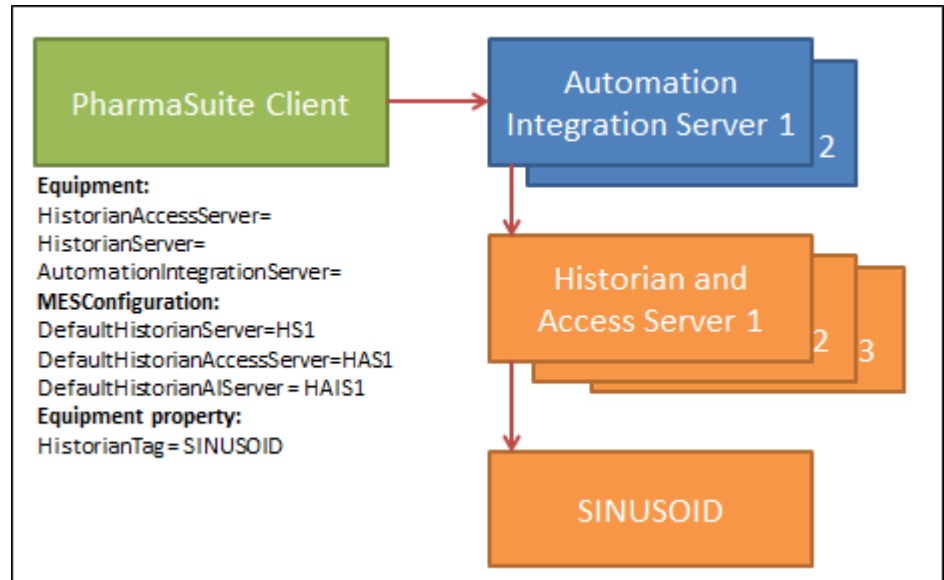 PharmaSuite Client
Automation
Integration Server 1
2
Equipment:
HistorianAccessServer=
HistorianServer=
AutomationIntegrationServer=
MESConfiguration:
DefaultHistorianServer=HS1
DefaultHistorianAccessServer=HAS1
DefaultHistorianAIServer = HAIS1
Equipment property:
HistorianTag= SINUSOID
Historian and
Access Server 1
2
3
SINUSOID